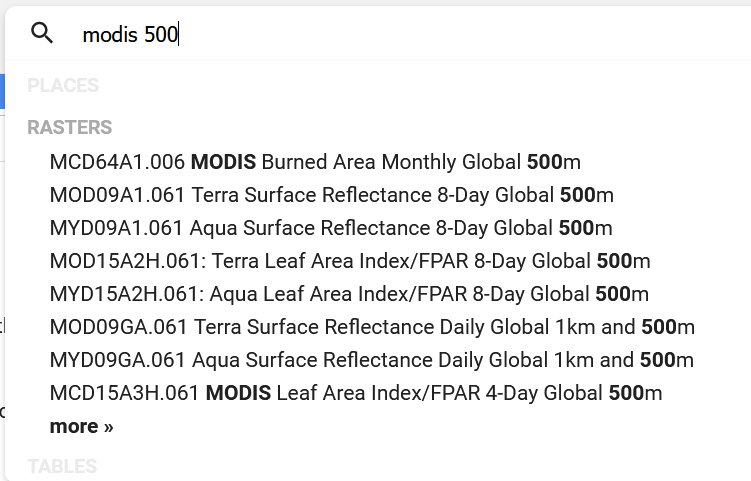 modis 500
PLACES
RASTERS
MCD64A1.006 MODIS Burned Area Monthly Global 500m
MOD09A1.061 Terra Surface Reflectance 8-Day Global 500m
MYD09A1.061 Aqua Surface Reflectance 8-Day Global 500m
MOD15A2H.061: Terra Leaf Area Index/FPAR 8-Day Global 500m
MYD15A2H.061: Aqua Leaf Area Index/FPAR 8-Day Global 500m
MOD09GA.061 Terra Surface Reflectance Daily Global 1km and 500m
MYD09GA.061 Aqua Surface Reflectance Daily Global 1km and 500m
MCD15A3H.061 MODIS Leaf Area Index/FPAR 4-Day Global 500m
more »
TABLES